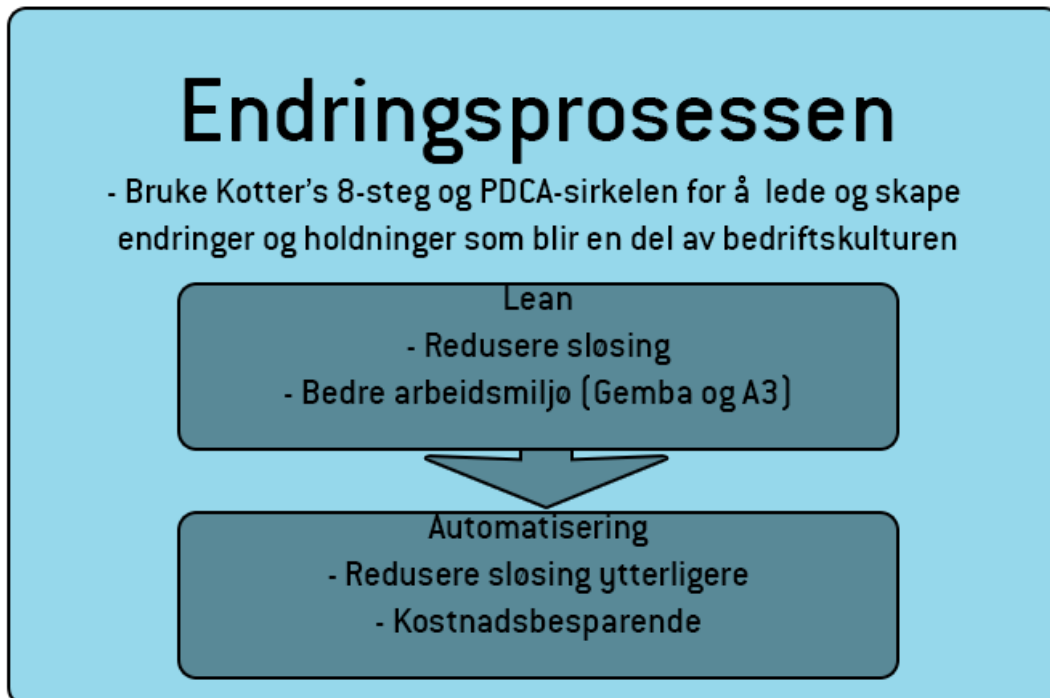 Endringsprosessen
- Bruke Kotter's 8-steg og PDCA-sirkelen for å lede og skape
endringer og holdninger som blir en del av bedriftskulturen
Lean
- Redusere sløsing
- Bedre arbeidsmiljø (Gemba og A3)
Automatisering
- Redusere sløsing ytterligere
- Kostnadsbesparende